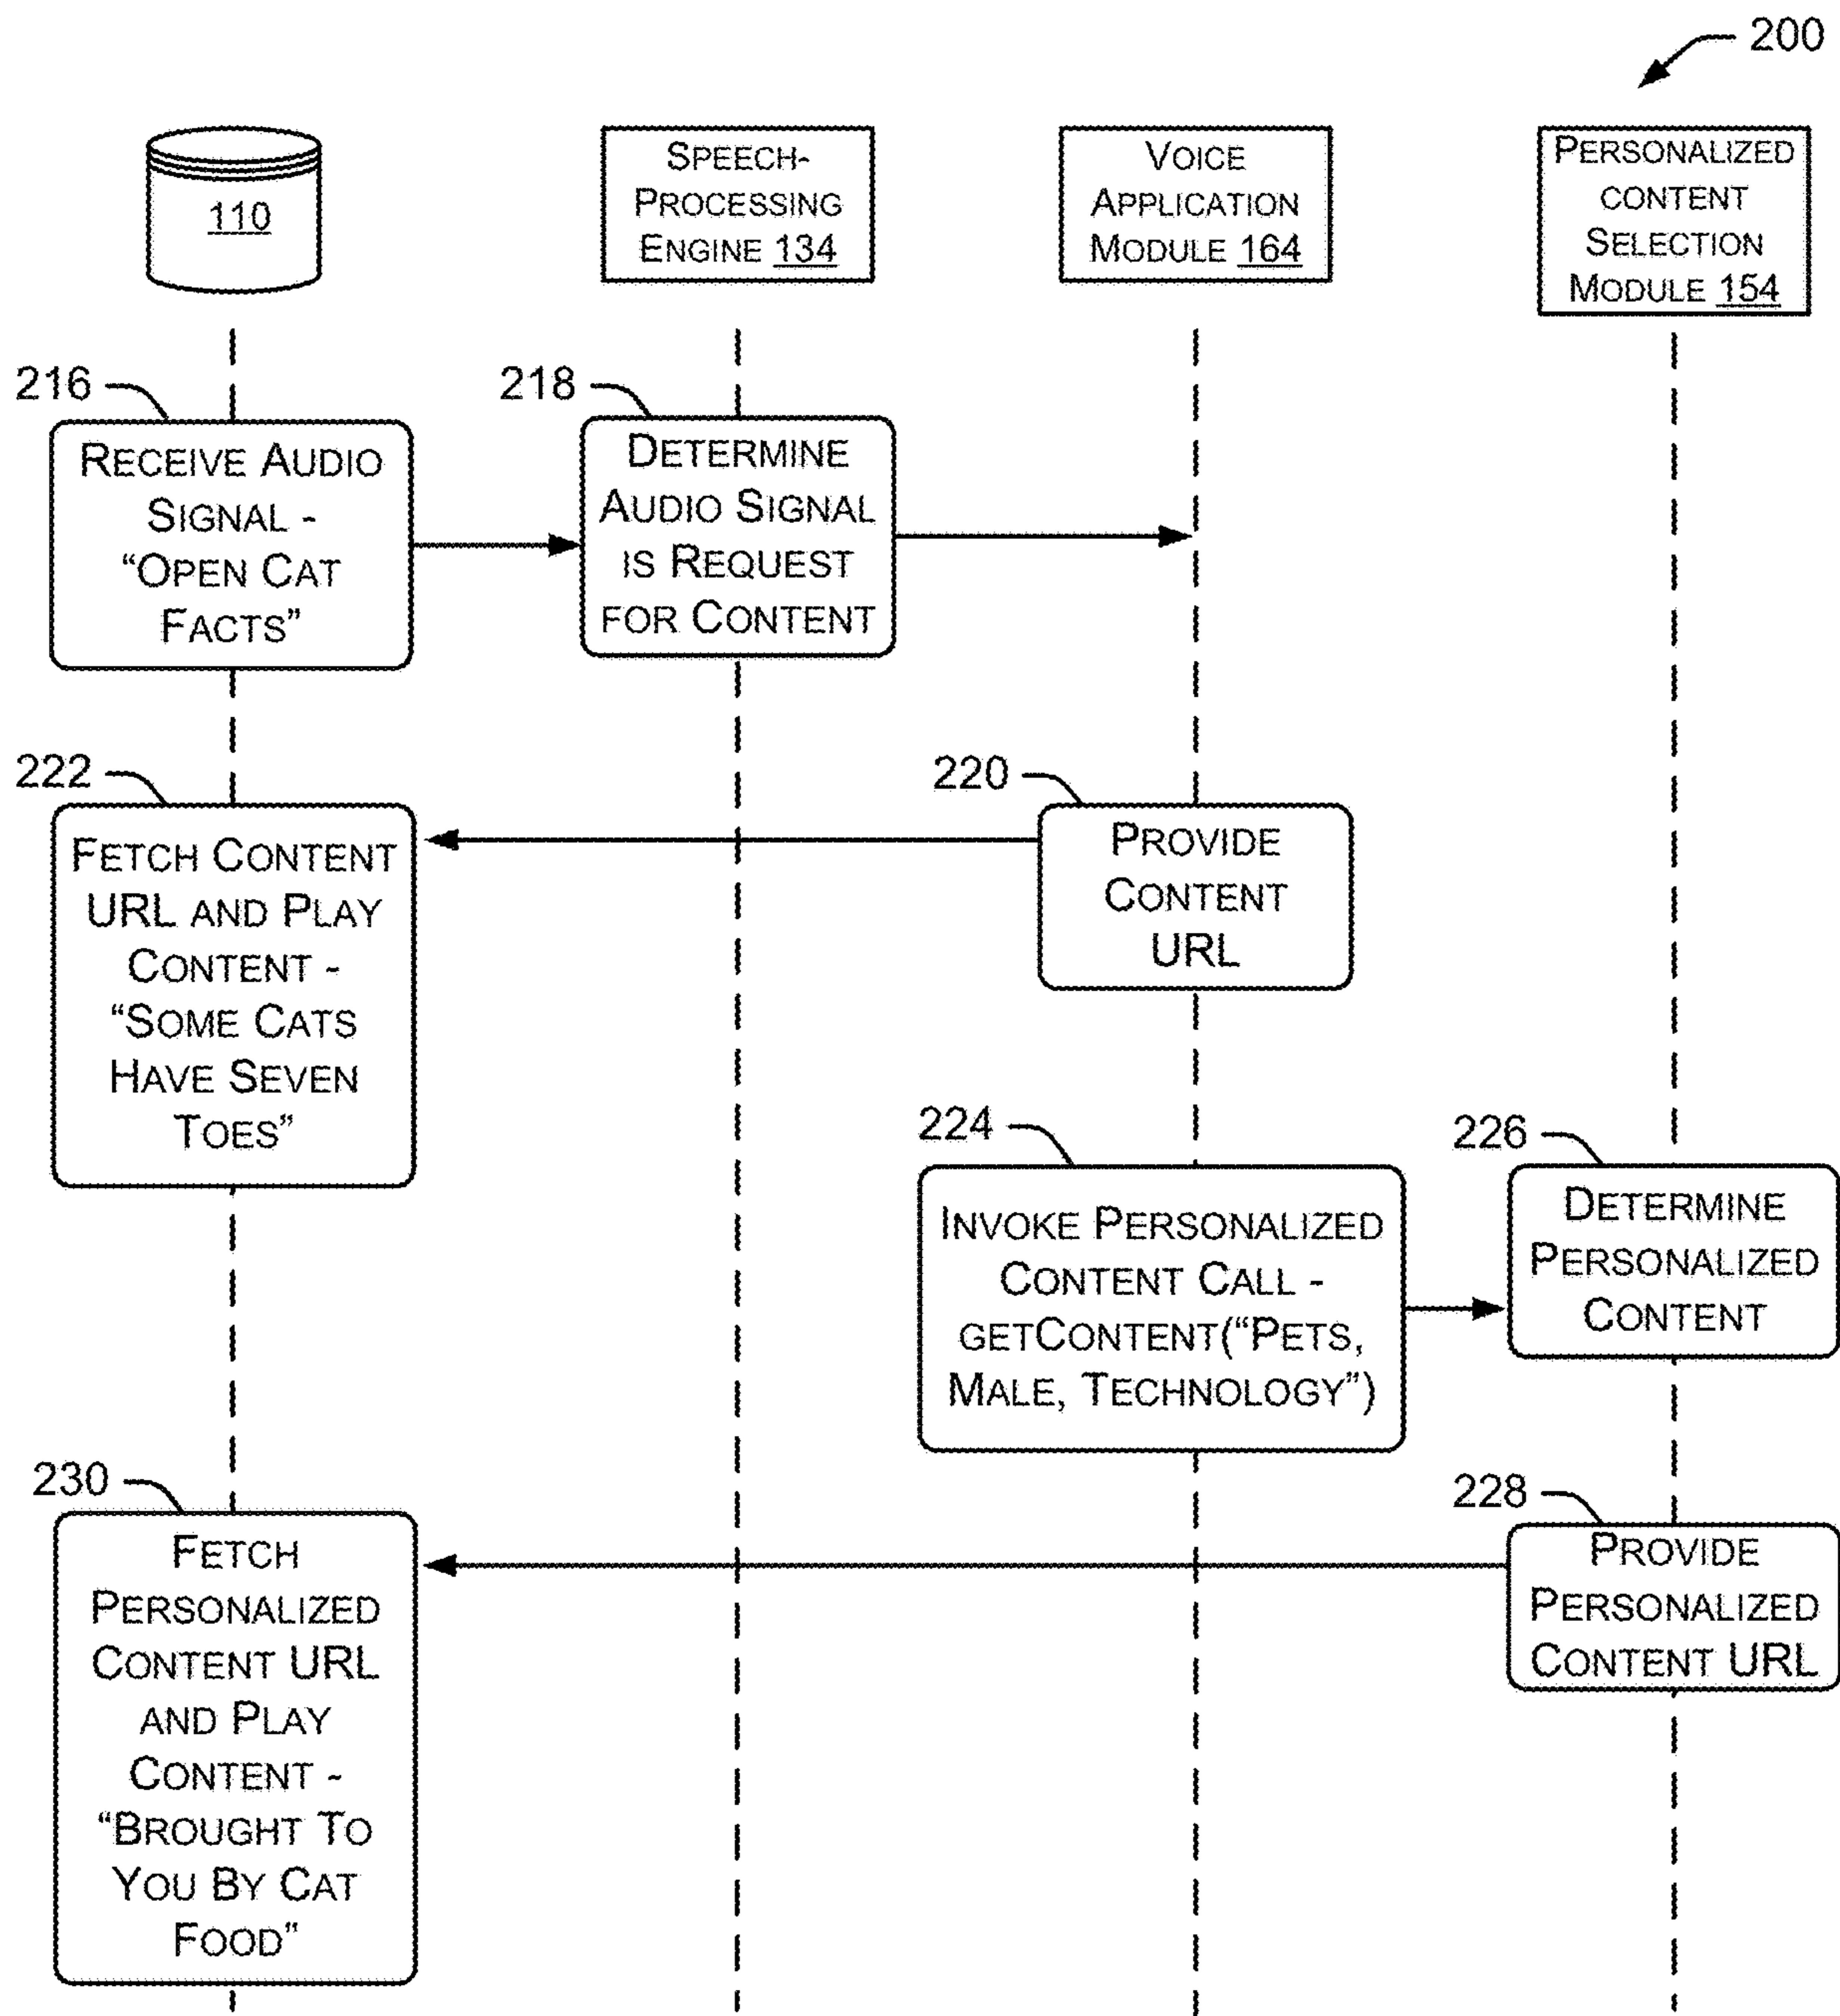 200
110
SPEECH-
PROCESSING
ENGINE 134
VOICE
APPLICATION
MODULE 164
PERSONALIZED
CONTENT
SELECTION
MODULE 154
216
RECEIVE AUDIO
SIGNAL -
“OPEN CAT
FACTS”
218
DETERMINE
AUDIO SIGNAL
IS REQUEST
FOR CONTENT
222
FETCH CONTENT
URL AND PLAY
CONTENT -
“SOME CATS
HAVE SEVEN
TOES”
220
PROVIDE
CONTENT
URL
224
INVOKE PERSONALIZED
CONTENT CALL -
GETCONTENT(“PETS,
MALE, TECHNOLOGY”)
226
DETERMINE
PERSONALIZED
CONTENT
230
FETCH
PERSONALIZED
CONTENT URL
AND PLAY
CONTENT -
“BROUGHT TO
YOU BY CAT
FOOD”
228
PROVIDE
PERSONALIZED
CONTENT URL